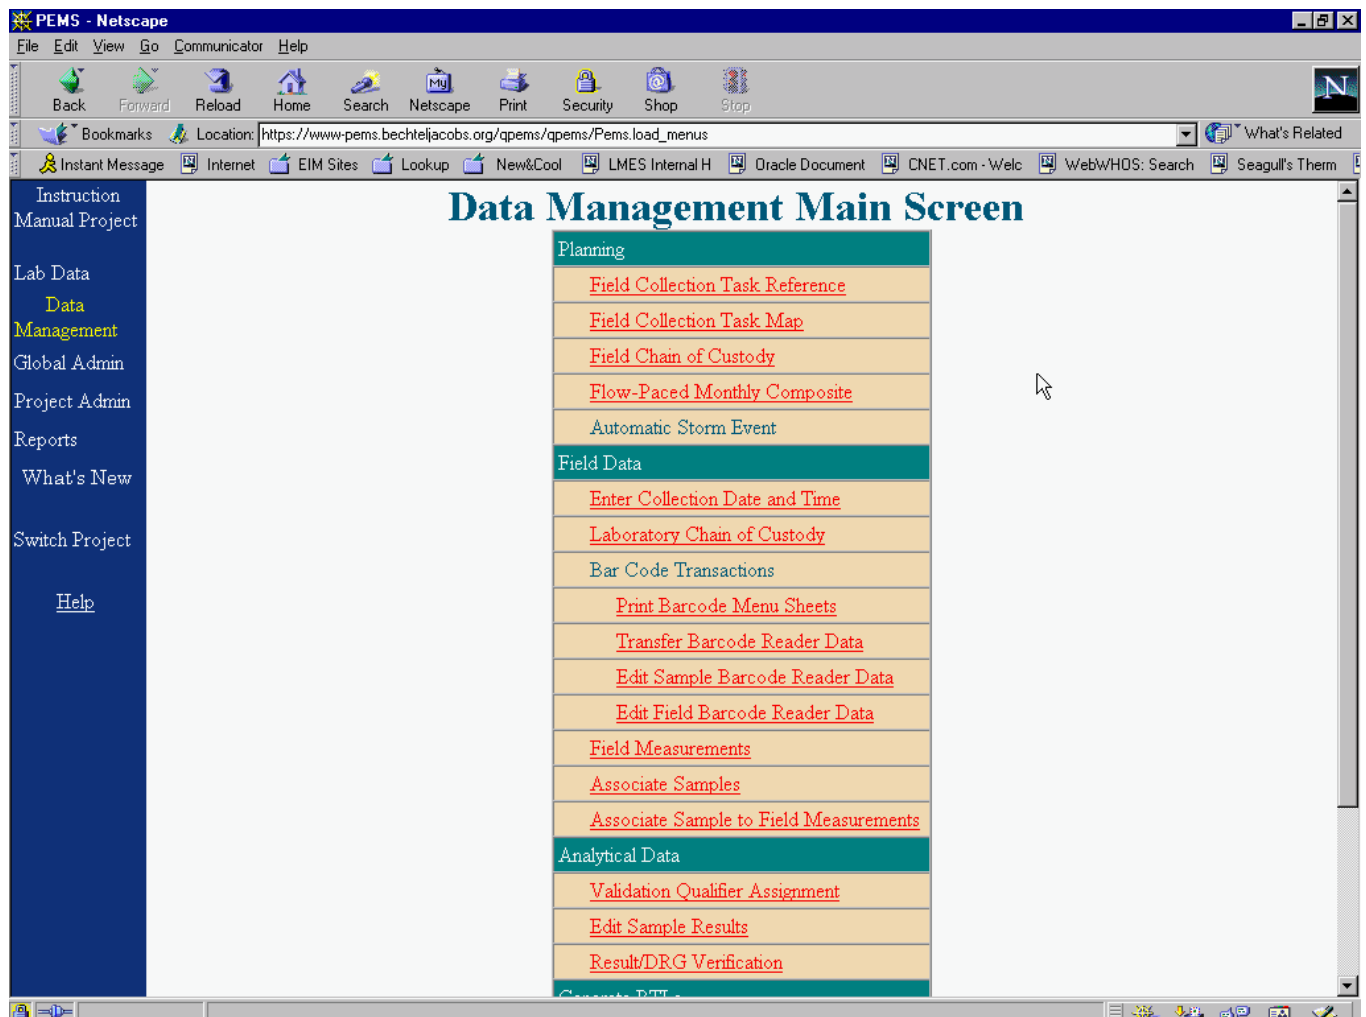 PEMS - Netscape
File Edit View Go Communicator Help
Back Forward Reload Home Search Netscape Print Security Shop Stop
My
N
Bookmarks Location: https://www-pems.bechteljacobs.org/qpems/qpems/Pems.load_menus What's Related
Instant Message Internet EIM Sites Lookup New&Cool LMES Internal H Oracle Document CNET.com - Welc WebWHOS: Search Seagull's Therm
Instruction
Manual Project
Lab Data
Data
Management
Global Admin
Project Admin
Reports
What's New
Switch Project
Help
Data Management Main Screen
Planning
Field Collection Task Reference
Field Collection Task Map
Field Chain of Custody
Flow-Paced Monthly Composite
Automatic Storm Event
Field Data
Enter Collection Date and Time
Laboratory Chain of Custody
Bar Code Transactions
Print Barcode Menu Sheets
Transfer Barcode Reader Data
Edit Sample Barcode Reader Data
Edit Field Barcode Reader Data
Field Measurements
Associate Samples
Associate Sample to Field Measurements
Analytical Data
Validation Qualifier Assignment
Edit Sample Results
Result/DRG Verification